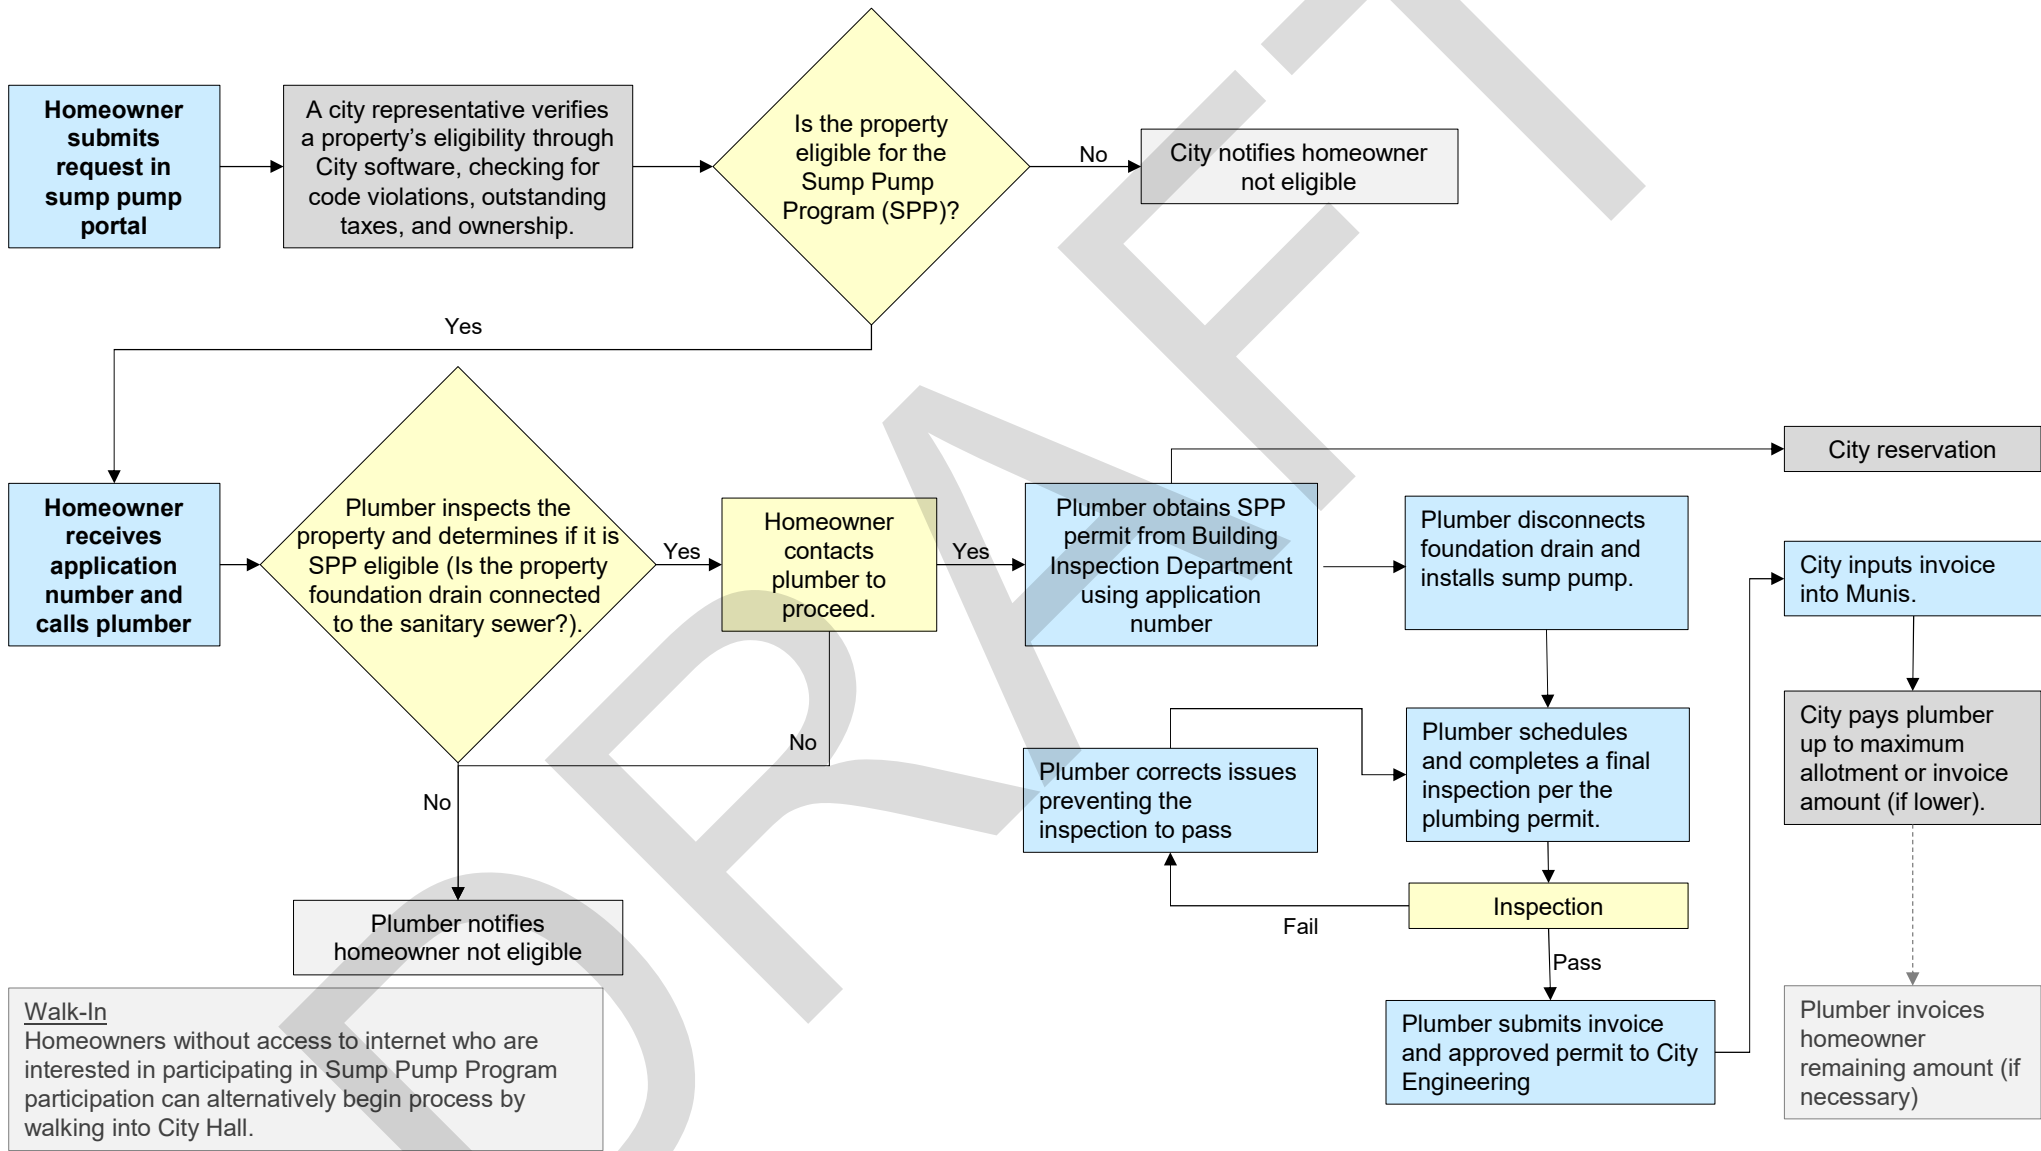 Homeowner
submits
request in
sump pump
portal
A city representative verifies
a property's eligibility through
City software, checking for
code violations, outstanding
taxes, and ownership.
Is the property
eligible for the
Sump Pump
Program (SPP)?
No
City notifies homeowner
not eligible
Yes
Homeowner
receives
application
number and
calls plumber
Plumber inspects the
property and determines if it is
SPP eligible (Is the property
foundation drain connected
to the sanitary sewer?).
Yes
Homeowner
contacts
plumber to
proceed.
Yes
Plumber obtains SPP
permit from Building
Inspection Department
using application
number
City reservation
Plumber disconnects
foundation drain and
installs sump pump.
City inputs invoice
into Munis.
No
No
Plumber notifies
homeowner not eligible
Plumber corrects issues
preventing the
inspection to pass
Plumber schedules
and completes a final
inspection per the
plumbing permit.
City pays plumber
up to maximum
allotment or invoice
amount (if lower).
Inspection
Fail
Pass
Plumber submits invoice
and approved permit to City
Engineering
Plumber invoices
homeowner
remaining amount (if
necessary)
Walk-In
Homeowners without access to internet who are
interested in participating in Sump Pump Program
participation can alternatively begin process by
walking into City Hall.
DRAFT